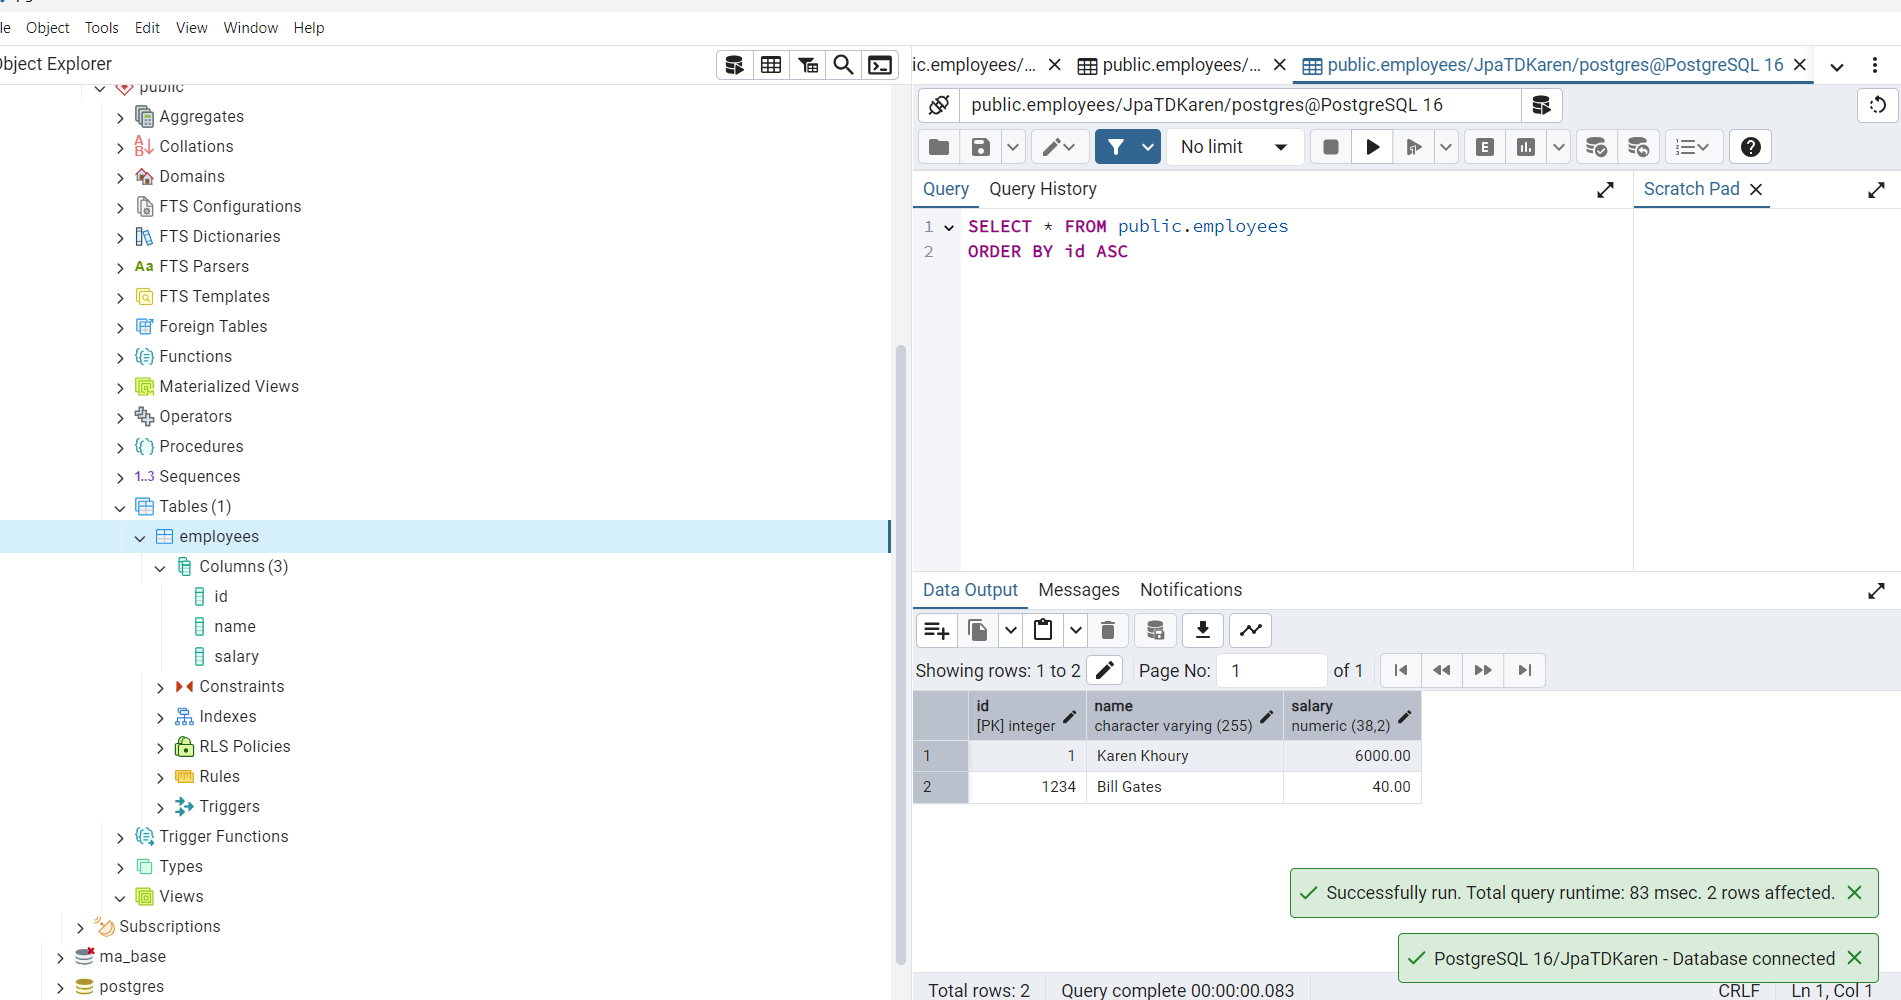 Object Tools Edit View Window Help
Object Explorer
public
Aggregates
Collations
Domains
FTS Configurations
FTS Dictionaries
Aa FTS Parsers
FTS Templates
Foreign Tables
Functions
Materialized Views
Operators
Procedures
1..3 Sequences
Tables (1)
employees
Columns (3)
id
name
salary
Constraints
Indexes
RLS Policies
Rules
Triggers
Trigger Functions
Types
Views
Subscriptions
ma_base
postgres
ic.employees/... public.employees/... public.employees/JpaTDKaren/postgres@PostgreSQL 16
public.employees/JpaTDKaren/postgres@PostgreSQL 16
No limit E
Query Query History Scratch Pad
1 SELECT * FROM public.employees
2 ORDER BY id ASC
Data Output Messages Notifications
Showing rows: 1 to 2 Page No: 1 of 1
id name salary
[PK] integer character varying (255) numeric (38,2)
1 1 Karen Khoury 6000.00
2 1234 Bill Gates 40.00
Successfully run. Total query runtime: 83 msec. 2 rows affected.
PostgreSQL 16/JpaTDKaren - Database connected
Total rows: 2 Query complete 00:00:00.083 CRLF Ln 1, Col 1